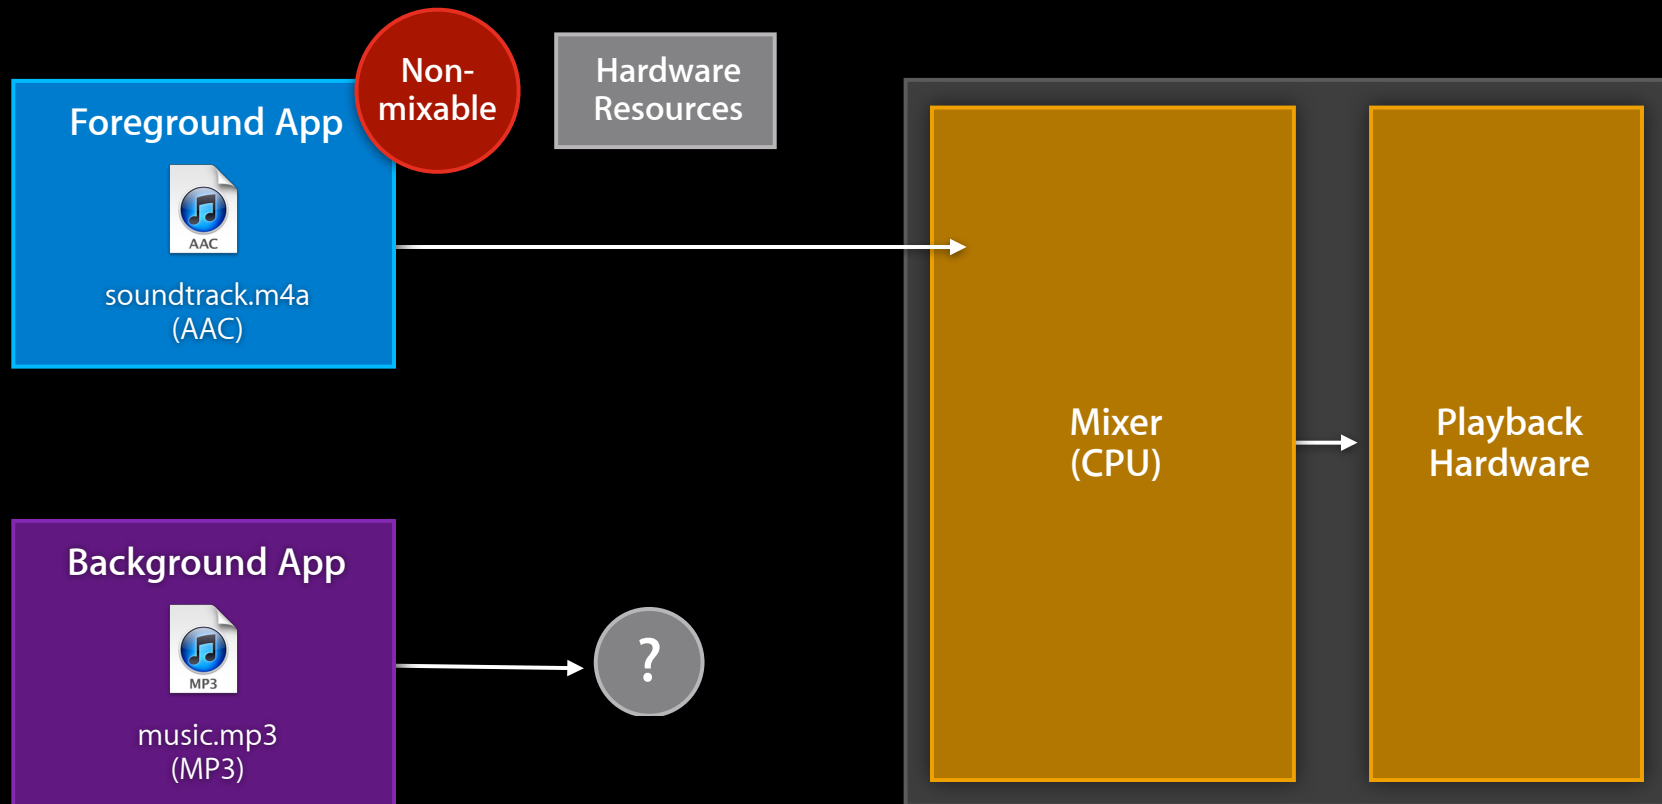 Non-
mixable
Hardware
Resources
Foreground App
AAC
soundtrack.m4a
(AAC)
Mixer
(CPU)
Playback
Hardware
Background App
MP3
music.mp3
(MP3)
?